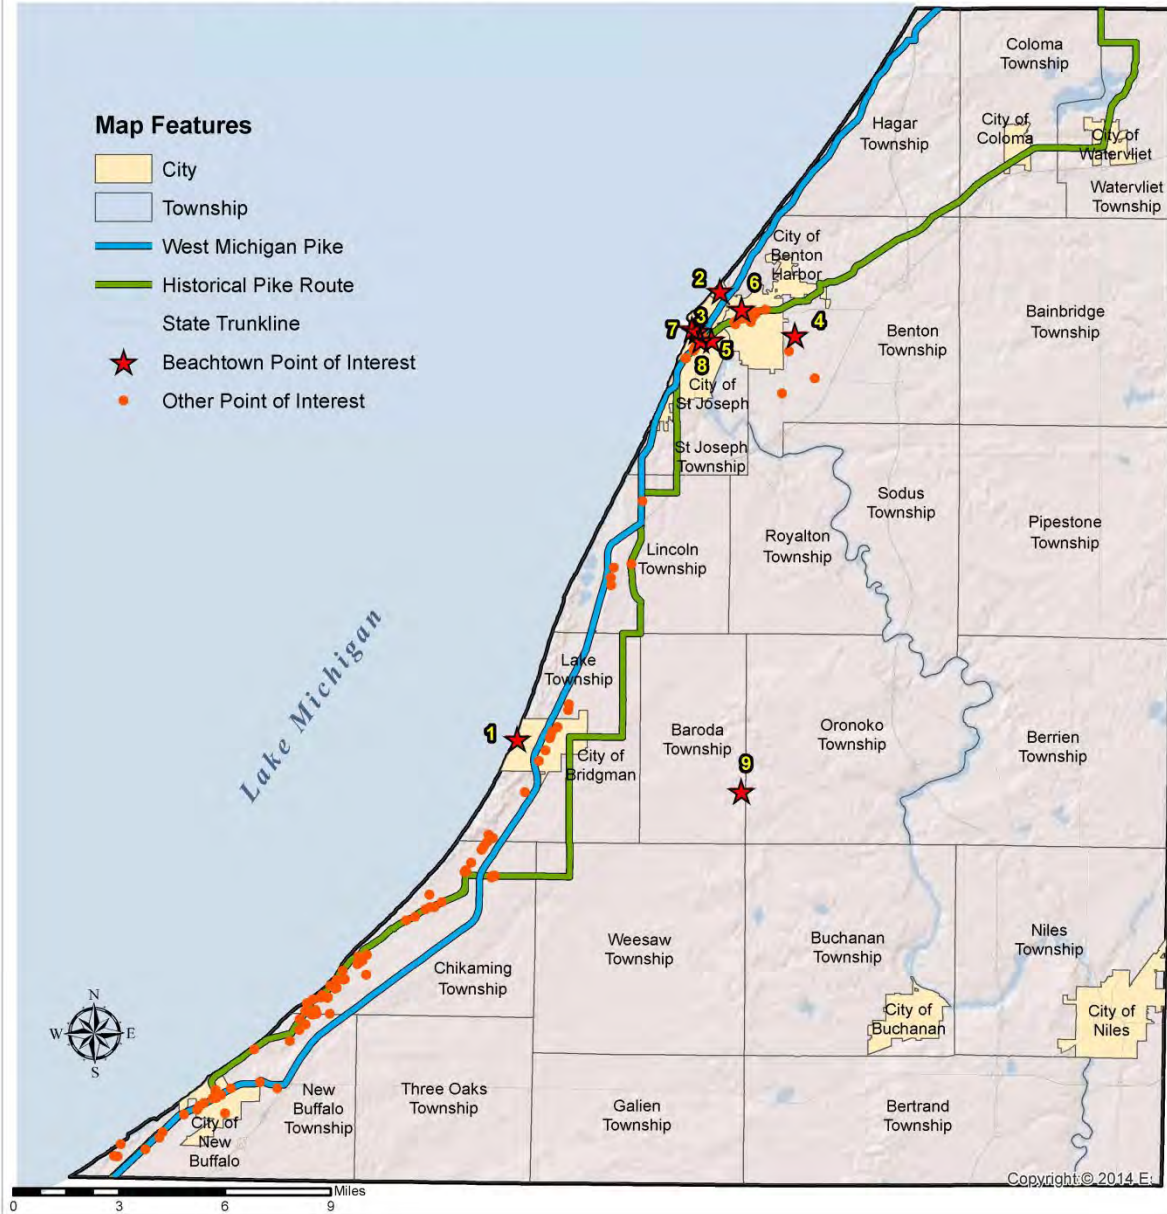 Map Features
City
Township
West Michigan Pike
Historical Pike Route
State Trunkline
Beachtown Point of Interest
Other Point of Interest
Coloma
Township
City of
Coloma
City of
Watervliet
Hagar
Township
Watervliet
Township
City of
Benton
Harbor
2
6
3
7
4
5
8
Benton
Township
Bainbridge
Township
City of
St Joseph
St Joseph
Township
Sodus
Township
Lincoln
Township
Royalton
Township
Pipestone
Township
Lake Michigan
Lake
Township
1
City of
Bridgman
Baroda
Township
9
Oronoko
Township
Berrien
Township
Chikaming
Township
Weesaw
Township
Buchanan
Township
Niles
Township
City of
Buchanan
City of
Niles
N
W
E
S
New
Buffalo
Township
Three Oaks
Township
Galien
Township
Bertrand
Township
City of
New
Buffalo
Copyright:© 2014 E
Miles
0 3 6 9